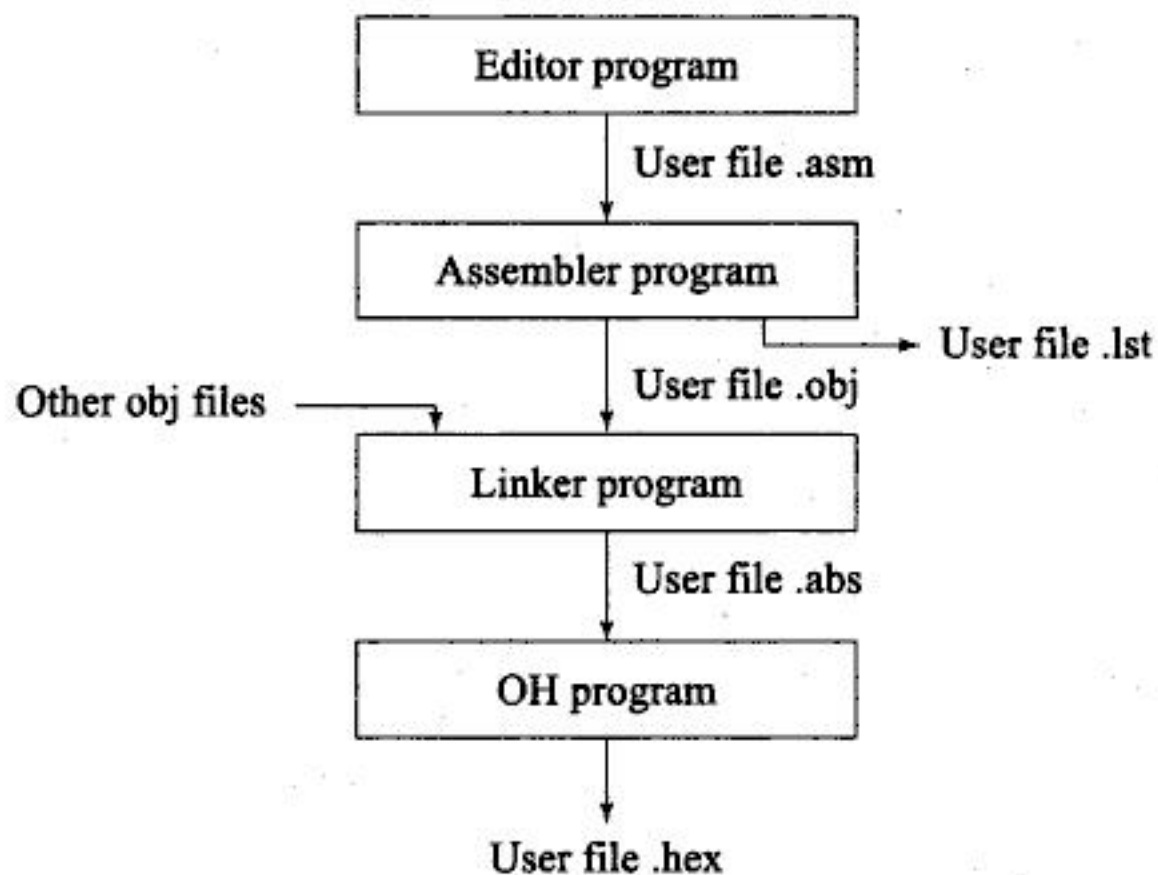 Editor program
User file .asm
Assembler program
User file .lst
User file .obj
Other obj files
Linker program
User file .abs
OH program
User file .hex